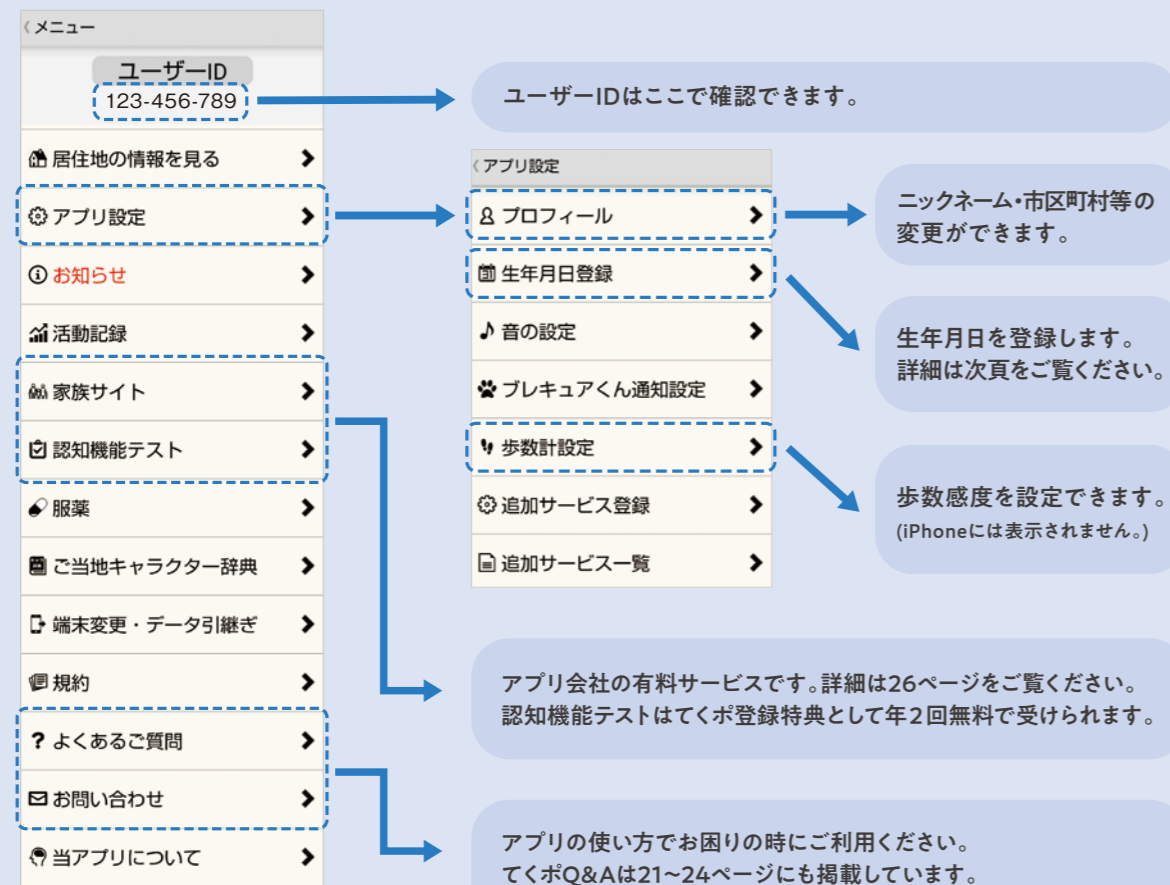 メニュー
ユーザーID
123-456-789
ユーザーIDはここで確認できます。
居住地の情報を見る
アプリ設定
お知らせ
活動記録
家族サイト
認知機能テスト
服薬
ご当地キャラクター辞典
端末変更・データ引継ぎ
規約
? よくあるご質問
お問い合わせ
当アプリについて
アプリ設定
プロフィール
生年月日登録
音の設定
ブレキュアくん通知設定
歩数計設定
追加サービス登録
追加サービス一覧
ニックネーム・市区町村等の
変更ができます。
生年月日を登録します。
詳細は次頁をご覧ください。
歩数感度を設定できます。
(iPhoneには表示されません。)
アプリ会社の有料サービスです。詳細は26ページをご覧ください。
認知機能テストはてくポ登録特典として年2回無料で受けられます。
アプリの使い方でお困りの時にご利用ください。
てくポQ&Aは21~24ページにも掲載しています。